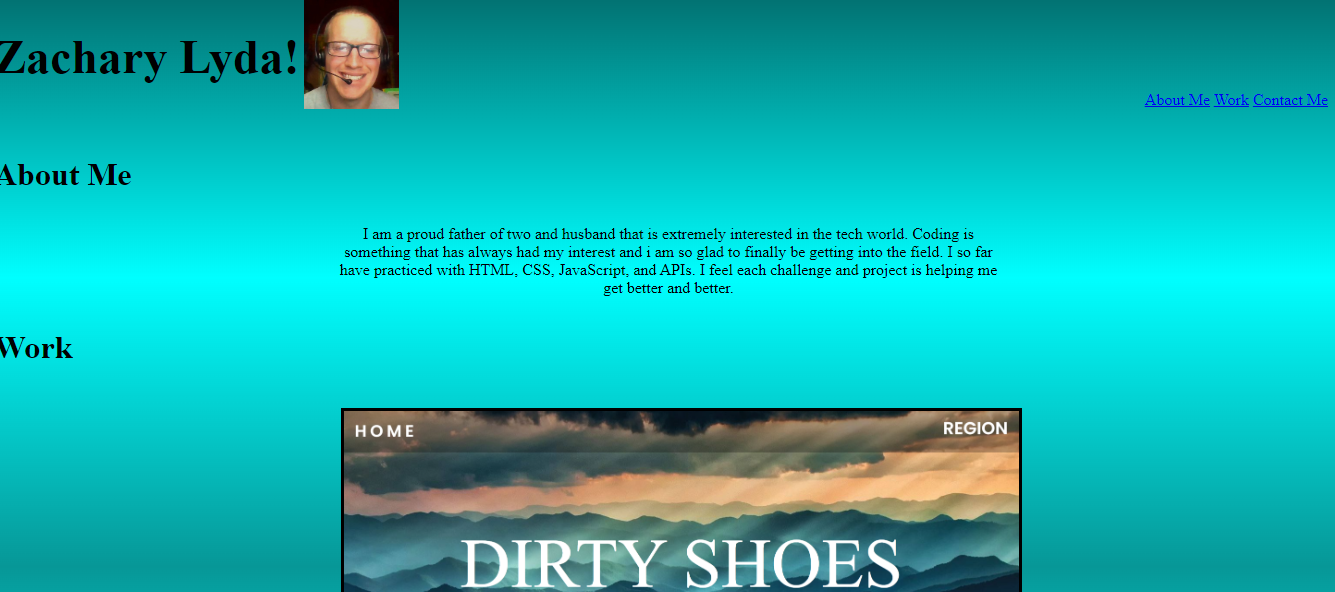 Zachary Lyda!
About Me Work Contact Me
About Me
I am a proud father of two and husband that is extremely interested in the tech world. Coding is
something that has always had my interest and i am so glad to finally be getting into the field. I so far
have practiced with HTML, CSS, JavaScript, and APIs. I feel each challenge and project is helping me
get better and better.
Work
HOME
REGION
DIRTY SHOES